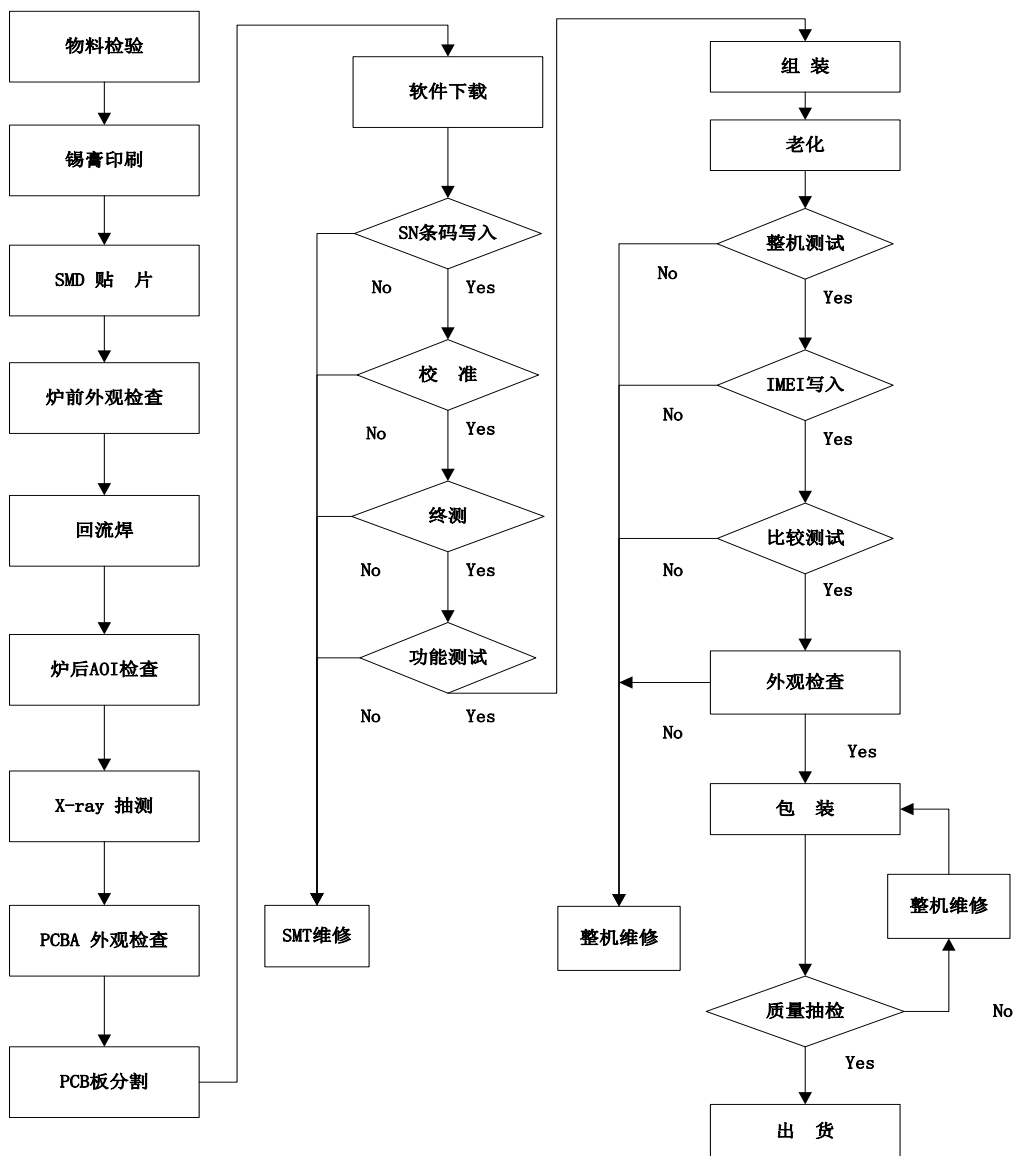 物料检验
锡膏印刷
SMD 贴 片
炉前外观检查
回流焊
炉后AOI检查
X-ray 抽测
PCBA 外观检查
PCB板分割
软件下载
SN条码写入
No
Yes
校 准
No
Yes
终测
No
Yes
功能测试
No
Yes
SMT维修
组 装
老化
整机测试
No
Yes
IMEI写入
No
Yes
比较测试
No
Yes
外观检查
No
Yes
包 装
整机维修
整机维修
质量抽检
No
Yes
出 货